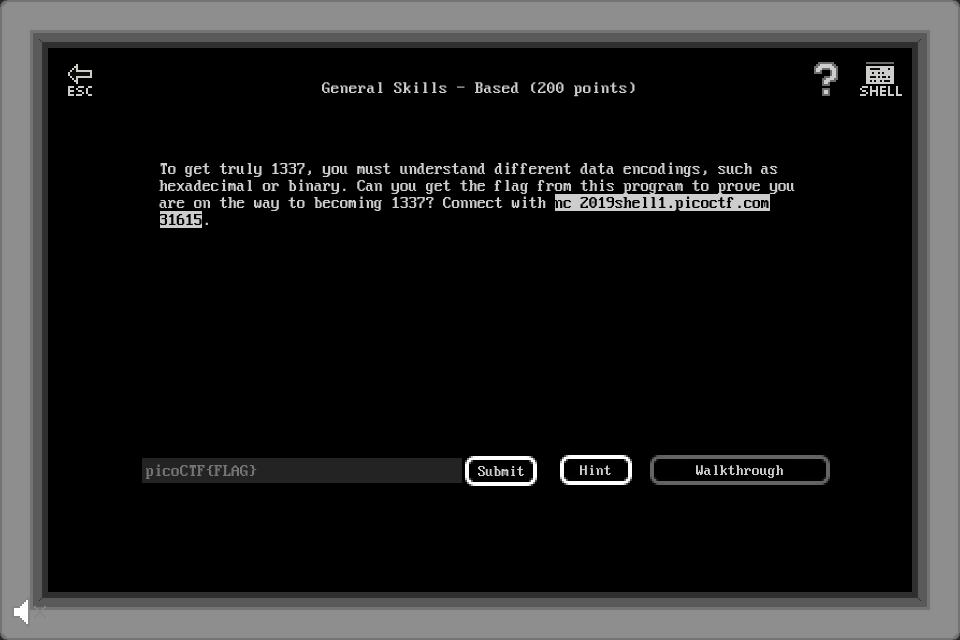 ESC
General Skills - Based (200 points)
?
SHELL
To get truly 1337, you must understand different data encodings, such as
hexadecimal or binary. Can you get the flag from this program to prove you
are on the way to becoming 1337? Connect with nc 2019shell1.picoctf.com
31615.
picoCTF{FLAG}
Submit
Hint
Walkthrough